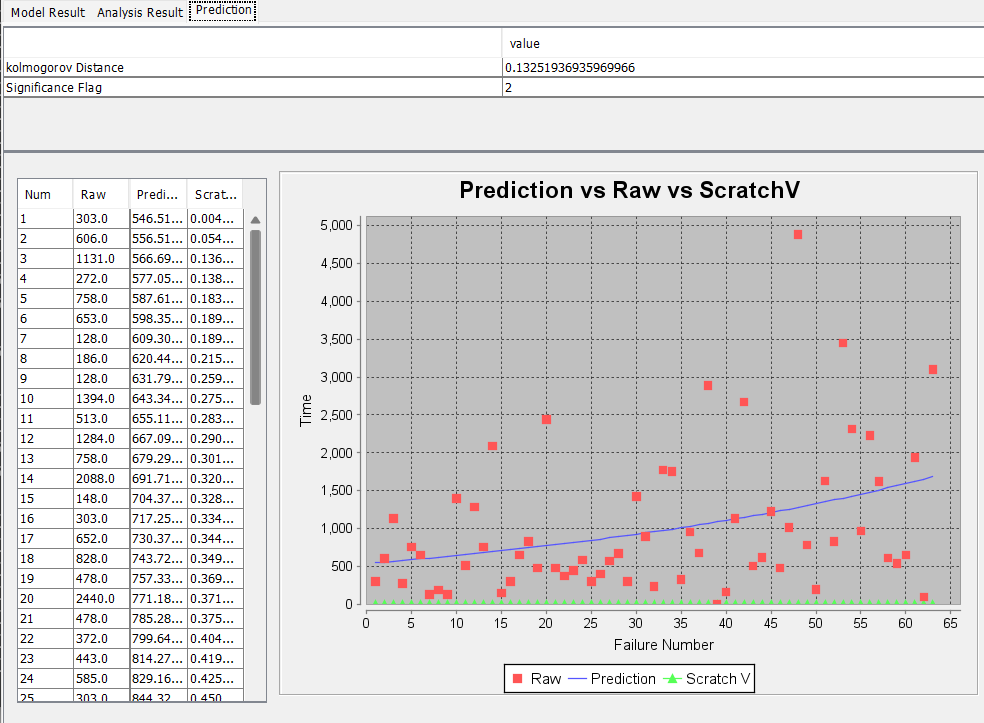 Model Result Analysis Result Prediction
value
kolmogorov Distance 0.13251936935969966
Significance Flag 2
Num Raw Predi... Scrat...
1 303.0 546.51... 0.004...
2 606.0 556.51... 0.054...
3 1131.0 566.69... 0.136...
4 272.0 577.05... 0.138...
5 758.0 587.61... 0.183...
6 653.0 598.35... 0.189...
7 128.0 609.30... 0.189...
8 186.0 620.44... 0.215...
9 128.0 631.79... 0.259...
10 1394.0 643.34... 0.275...
11 513.0 655.11... 0.283...
12 1284.0 667.09... 0.290...
13 758.0 679.29... 0.301...
14 2088.0 691.71... 0.320...
15 148.0 704.37... 0.328...
16 303.0 717.25... 0.334...
17 652.0 730.37... 0.344...
18 828.0 743.72... 0.349...
19 478.0 757.33... 0.369...
20 2440.0 771.18... 0.371...
21 478.0 785.28... 0.375...
22 372.0 799.64... 0.404...
23 443.0 814.27... 0.419...
24 585.0 829.16... 0.425...
25 303.0 844.32... 0.450...
Prediction vs Raw vs ScratchV
5,000
4,500
4,000
3,500
3,000
2,500
2,000
1,500
1,000
500
0
Time
0 5 10 15 20 25 30 35 40 45 50 55 60 65
Failure Number
Raw Prediction Scratch V